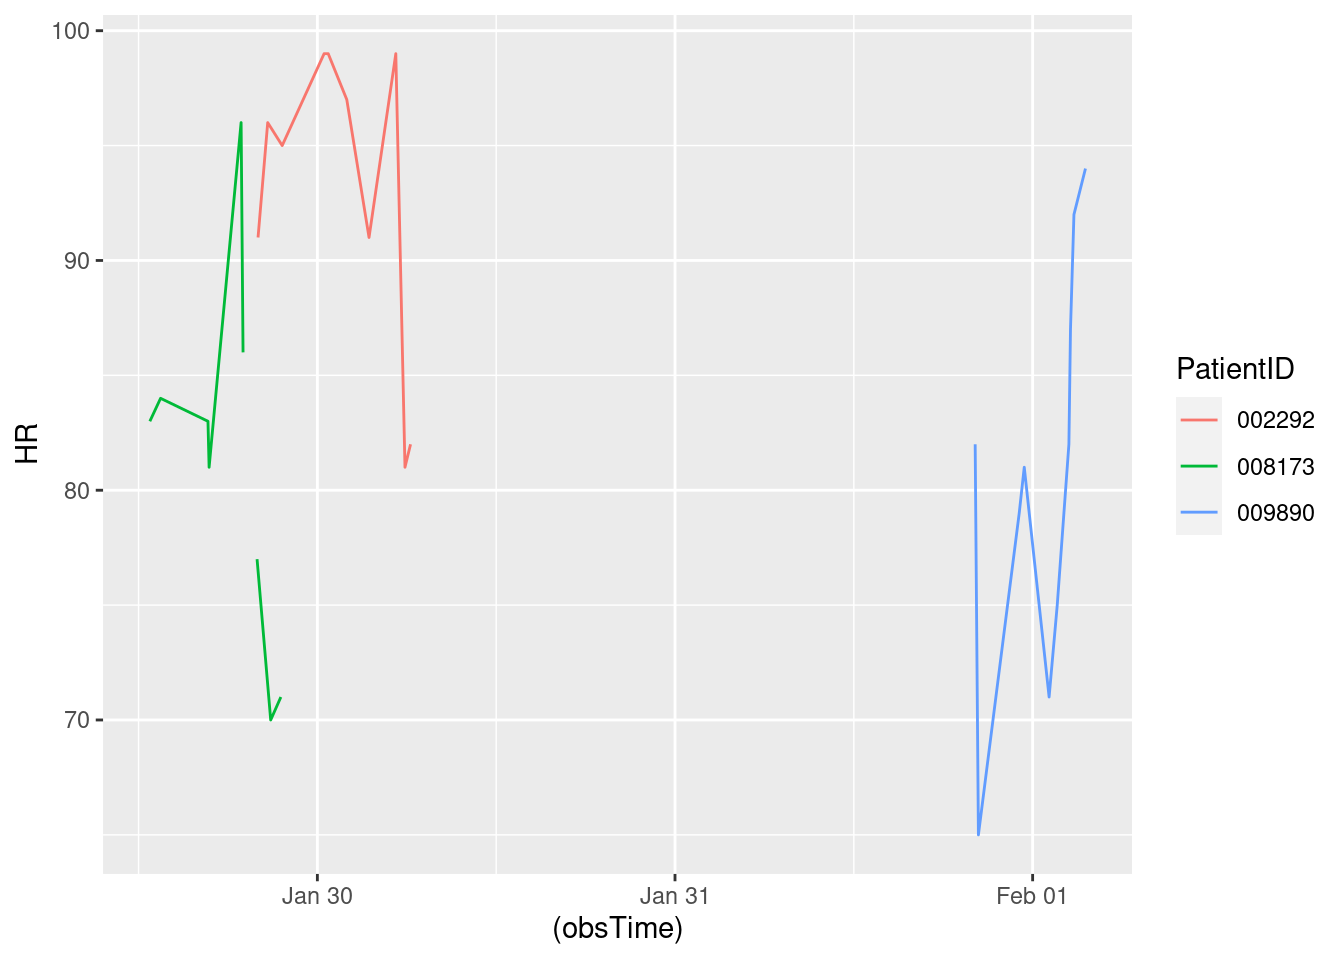 100
90
80
70
HR
Jan 30
Jan 31
Feb 01
(obsTime)
PatientID
002292
008173
009890